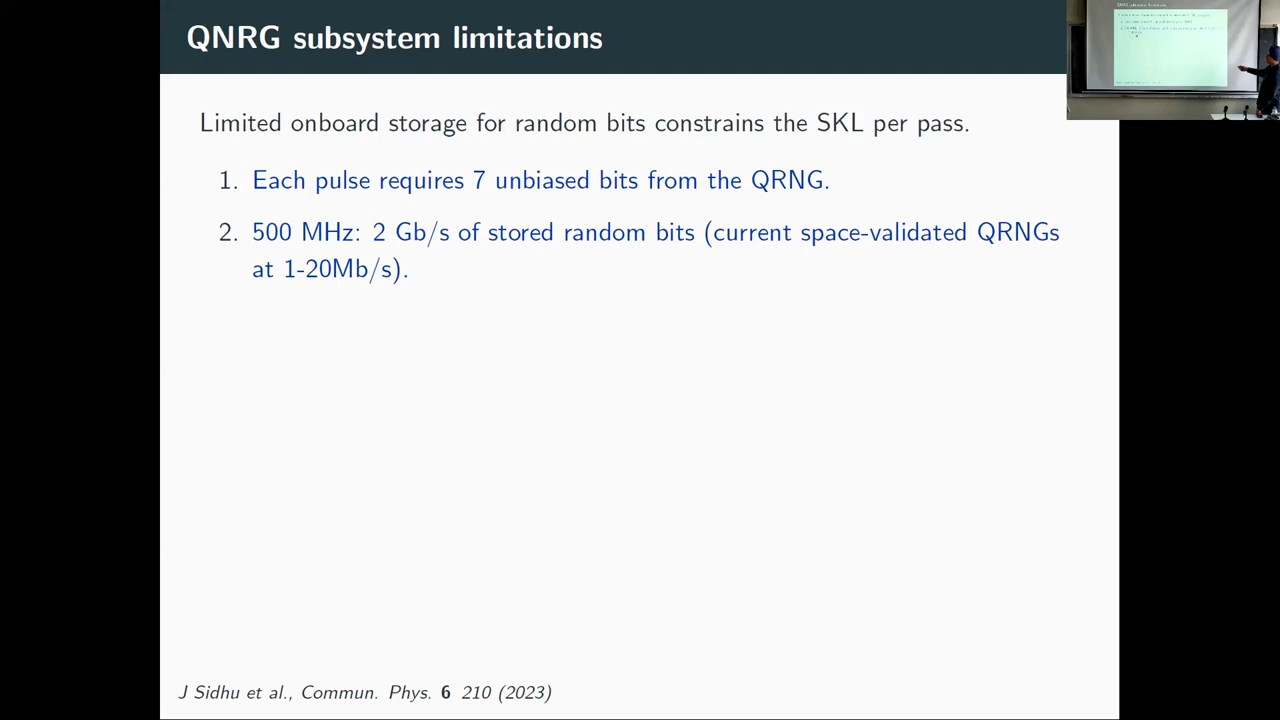 QNRG subsystem limitations
Limited onboard storage for random bits constrains the SKL per pass.
1. Each pulse requires 7 unbiased bits from the QRNG.
2. 500 MHz: 2 Gb/s of stored random bits (current space-validated QRNGs
at 1-20Mb/s).
J Sidhu et al., Commun. Phys. 6 210 (2023)